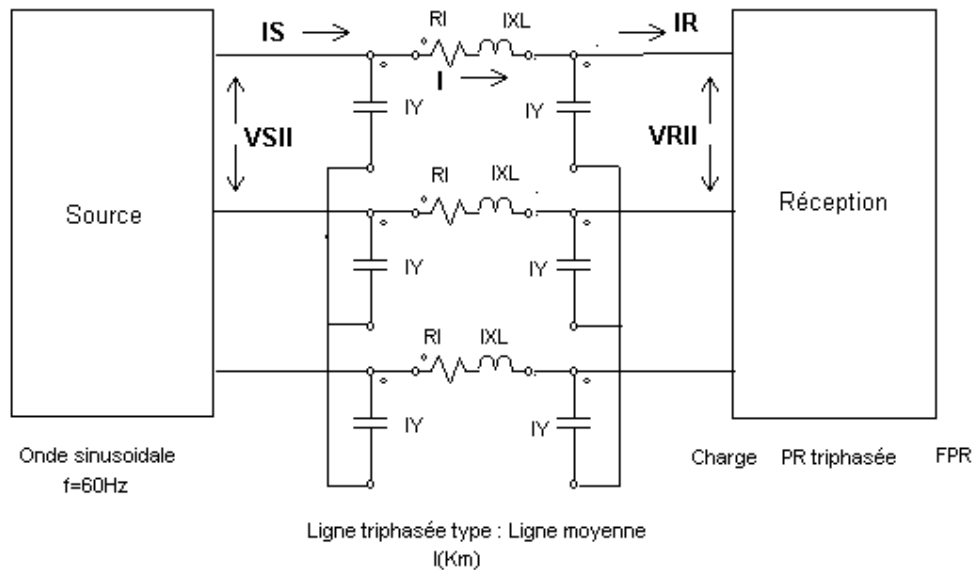 RI IXL
IS IR
I
IY IY
VSII VRII
RI IXL
Source Réception
IY IY
RI IXL
IY IY
Onde sinusoidale Charge PR triphasée FPR
f=60Hz
Ligne triphasée type : Ligne moyenne
l(Km)